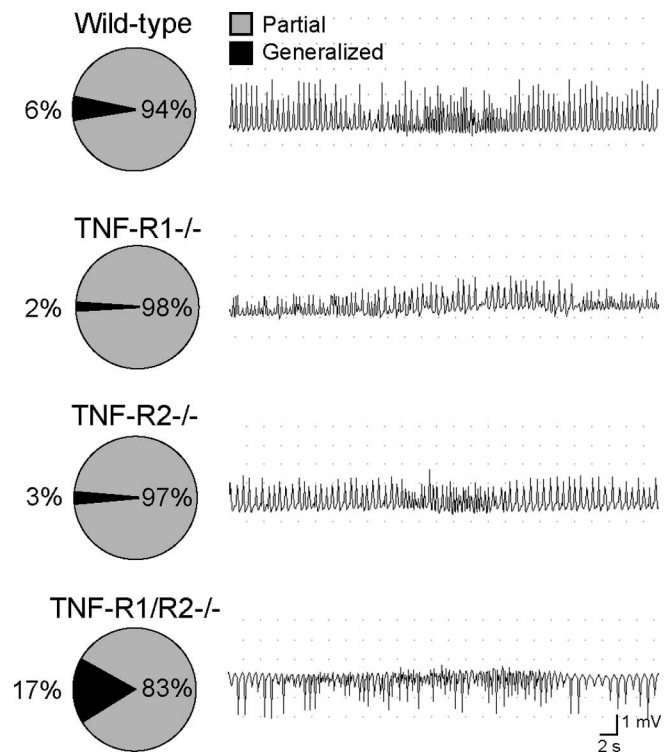 Wild-type
Partial
Generalized
6%
94%
TNF-R1-/-
2%
98%
TNF-R2-/-
3%
97%
TNF-R1/R2-/-
17%
83%
1 mV
2 s